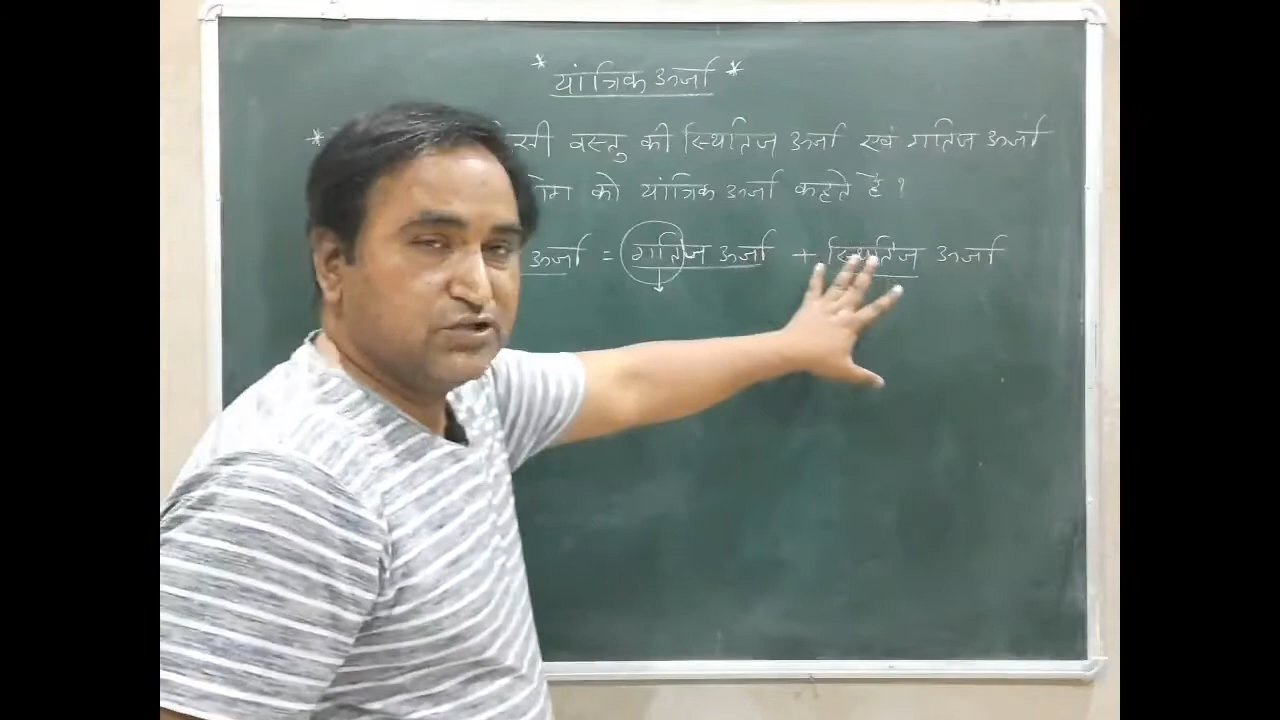 * यांत्रिक ऊर्जा *
* वस्तु की स्थितिज ऊर्जा एवं गतिज ऊर्जा
को यांत्रिक ऊर्जा कहते है ?
ऊर्जा = गतिज ऊर्जा + स्थितिज ऊर्जा